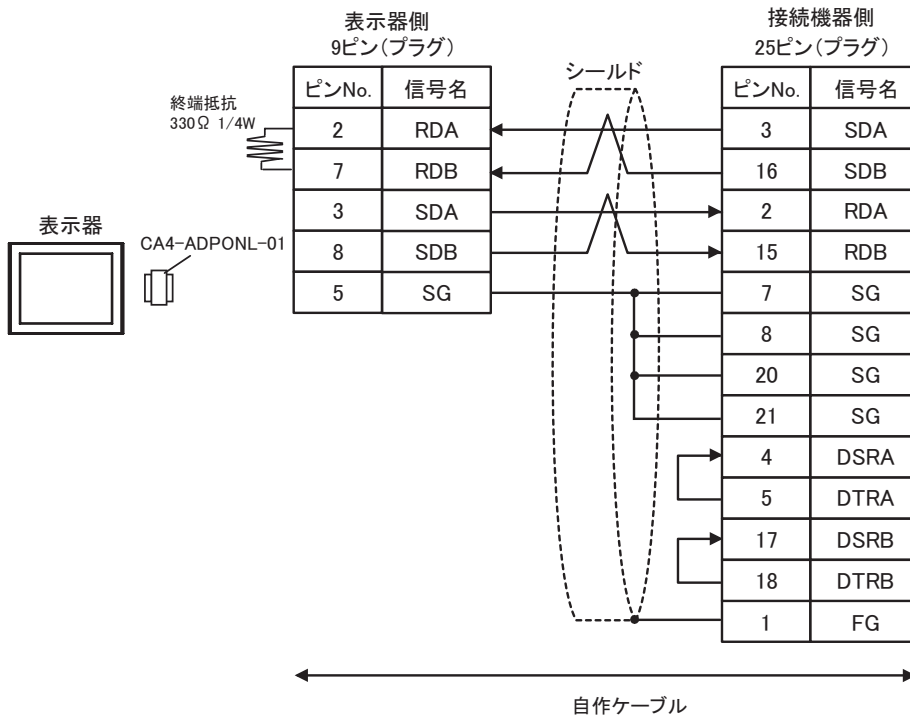 表示器側
9ピン(プラグ)
接続機器側
25ピン(プラグ)
シールド
終端抵抗
330Ω 1/4W
表示器
CA4-ADPONL-01
ピンNo. 信号名
2 RDA
7 RDB
3 SDA
8 SDB
5 SG
ピンNo. 信号名
3 SDA
16 SDB
2 RDA
15 RDB
7 SG
8 SG
20 SG
21 SG
4 DSRA
5 DTRA
17 DSRB
18 DTRB
1 FG
自作ケーブル